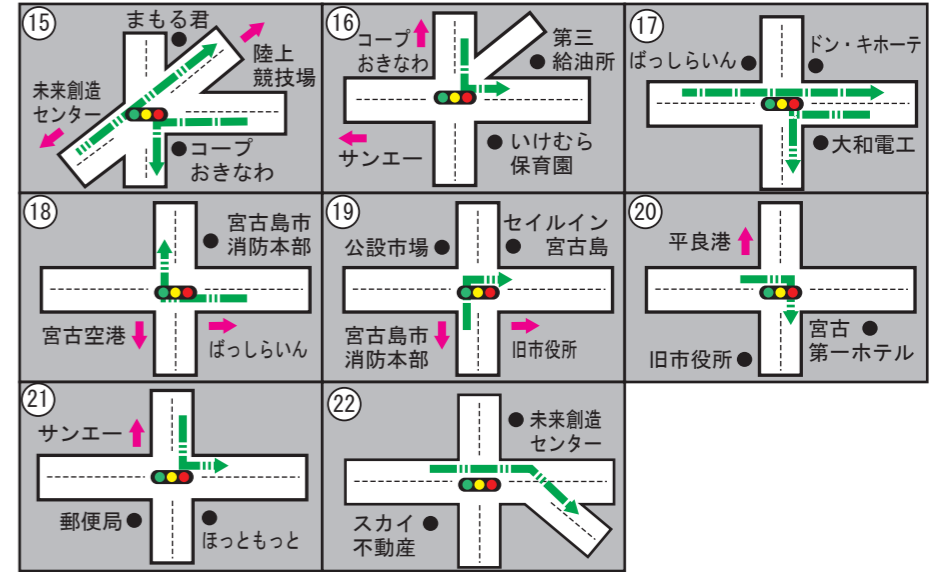 ⑮
まもる君
陸上
競技場
未来創造
センター
コープ
おきなわ
⑯
コープ
おきなわ
第三
給油所
サンエー
いけむら
保育園
⑰
ばっしらいん
ドン・キホーテ
大和電工
⑱
宮古島市
消防本部
宮古空港
ばっしらいん
⑲
公設市場
セイルイン
宮古島
宮古島市
消防本部
旧市役所
⑳
平良港
旧市役所
宮古
第一ホテル
㉑
サンエー
郵便局
ほっともっと
㉒
未来創造
センター
スカイ
不動産